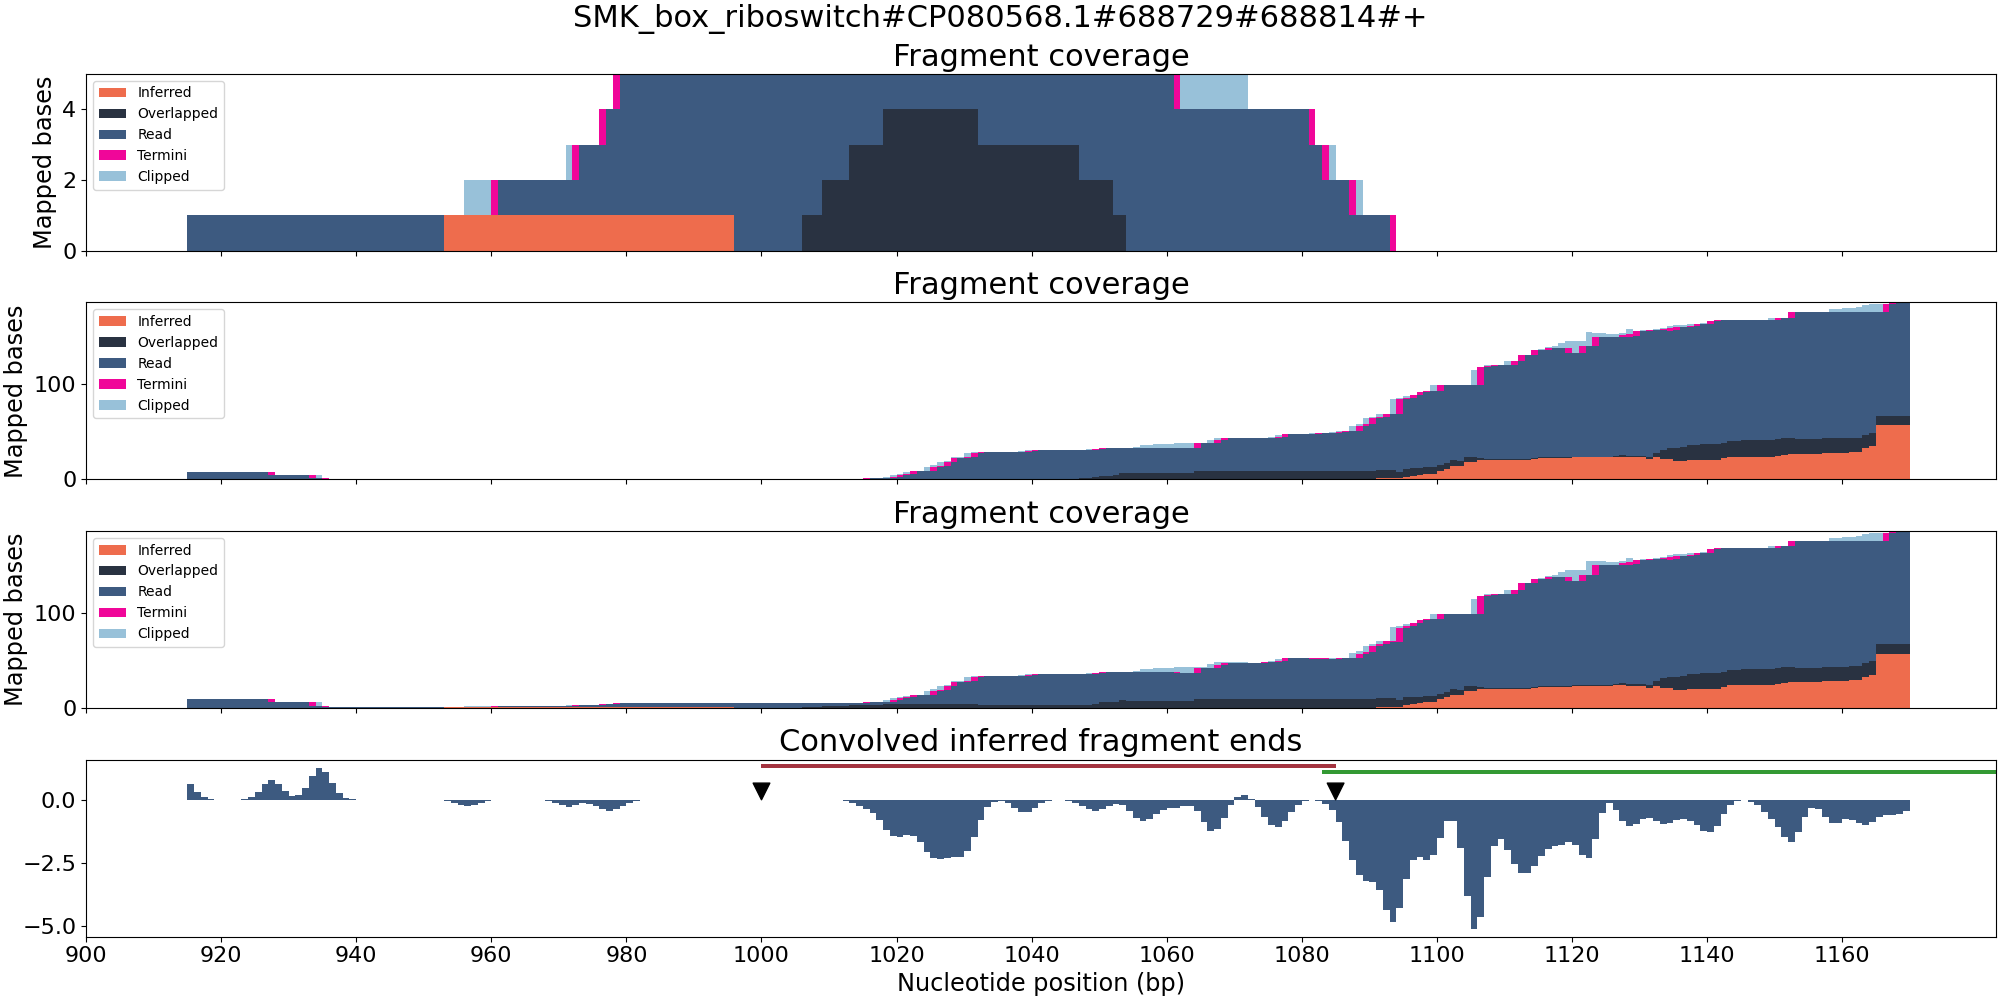 SMK_box_riboswitch#CP080568.1#688729#688814#+
Fragment coverage
Mapped bases
4
2
0
Inferred
Overlapped
Read
Termini
Clipped
Fragment coverage
Mapped bases
100
0
Inferred
Overlapped
Read
Termini
Clipped
Fragment coverage
Mapped bases
100
0
Inferred
Overlapped
Read
Termini
Clipped
Convolved inferred fragment ends
0.0
−2.5
−5.0
900 920 940 960 980 1000 1020 1040 1060 1080 1100 1120 1140 1160
Nucleotide position (bp)